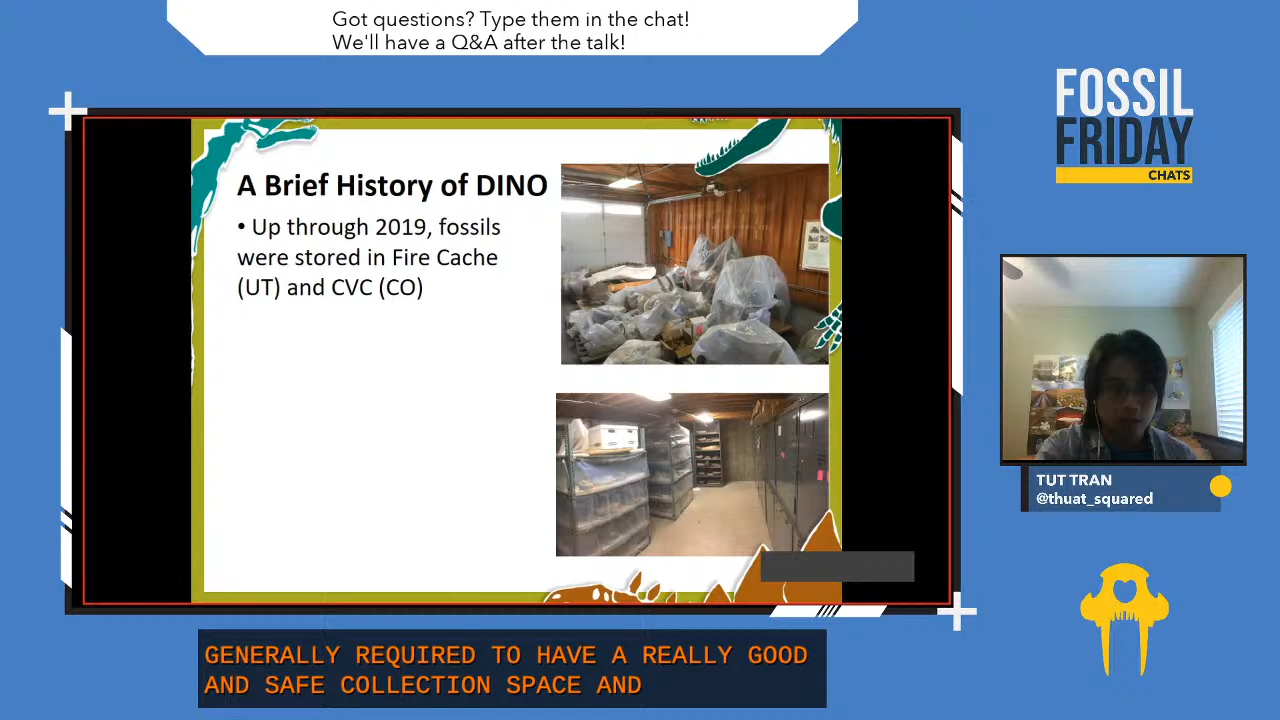 Got questions? Type them in the chat!
We'll have a Q&A after the talk!
FOSSIL
FRIDAY
CHATS
A Brief History of DINO
• Up through 2019, fossils
were stored in Fire Cache
(UT) and CVC (CO)
TUT TRAN
@thuat_squared
GENERALLY REQUIRED TO HAVE A REALLY GOOD
AND SAFE COLLECTION SPACE AND